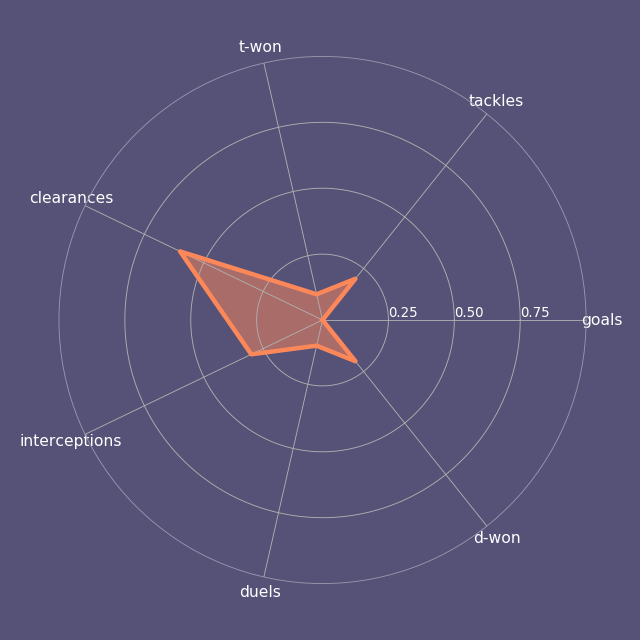 t-won
tackles
clearances
0.25 0.50 0.75
goals
interceptions
d-won
duels